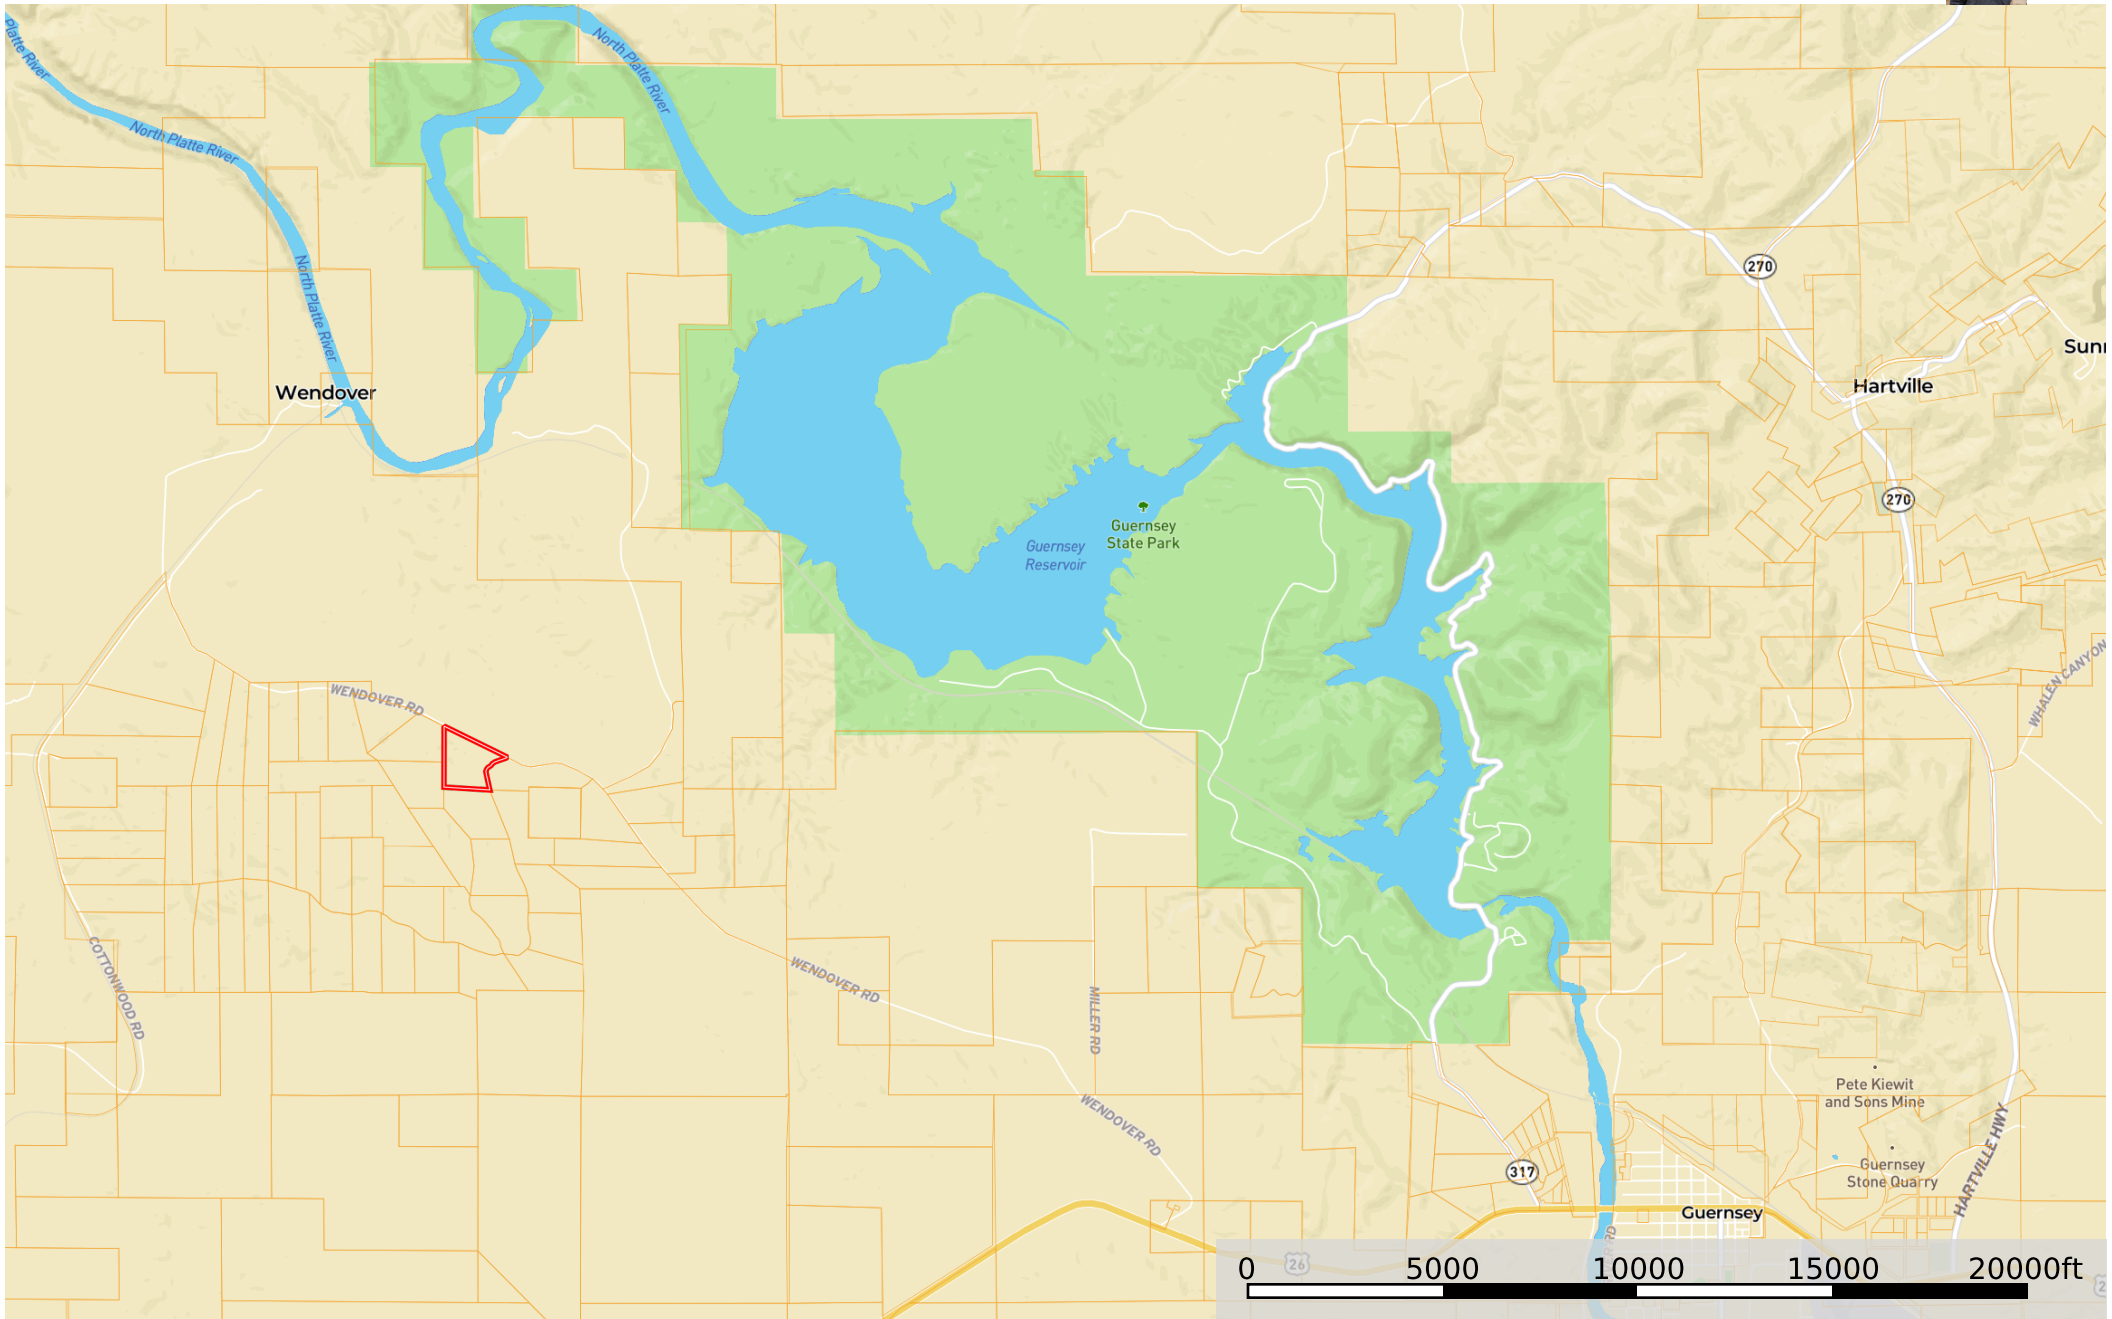 Platte River
North Platte River
North Platte River
North Platte River
270
Wendover
Hartville
Sunr
270
Guernsey
State Park
Guernsey
Reservoir
WHALEN CANYON
WENDOVER RD
COTTONWOOD RD
WENDOVER RD
MILLER RD
WENDOVER RD
Pete Kiewit
and Sons Mine
HARTVILLE HWY
317
Guernsey
Stone Quarry
Guernsey
R RD
26
2
0 5000 10000 15000 20000ft